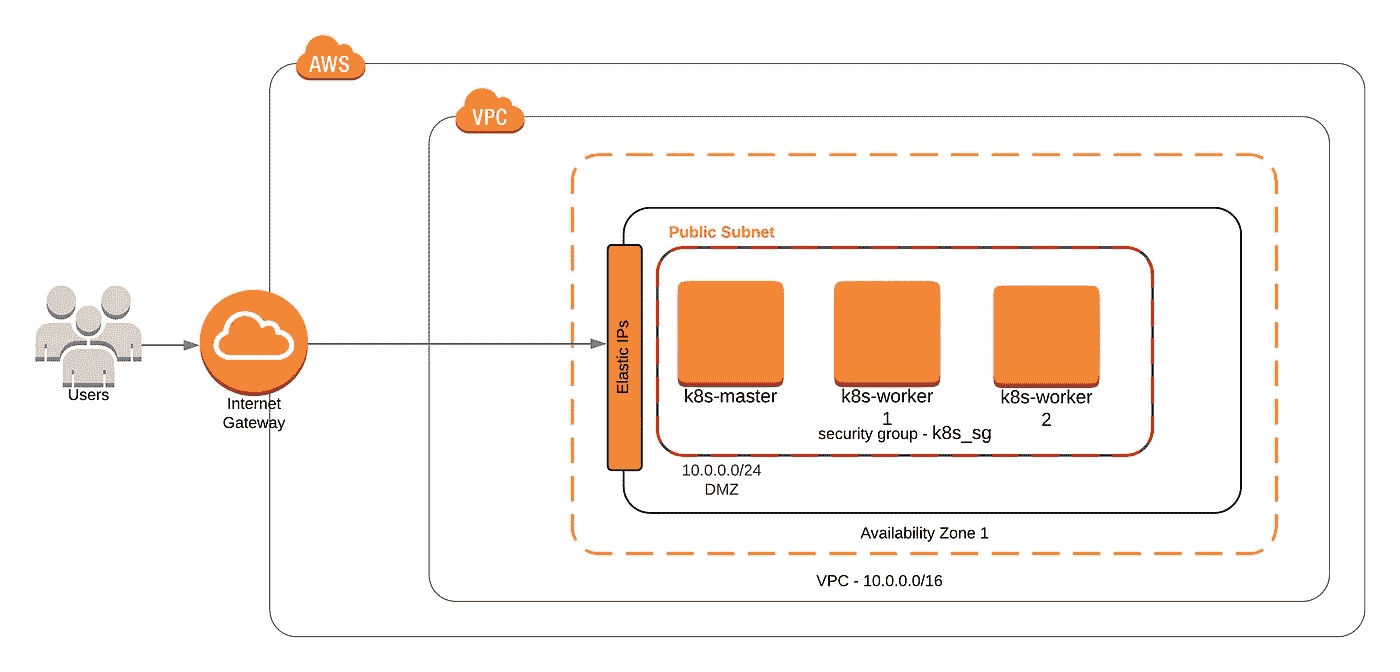 AWS
VPC
Public Subnet
Elastic IPs
k8s-master
k8s-worker
1
k8s-worker
2
security group - k8s_sg
Users
Internet
Gateway
10.0.0.0/24
DMZ
Availability Zone 1
VPC - 10.0.0.0/16